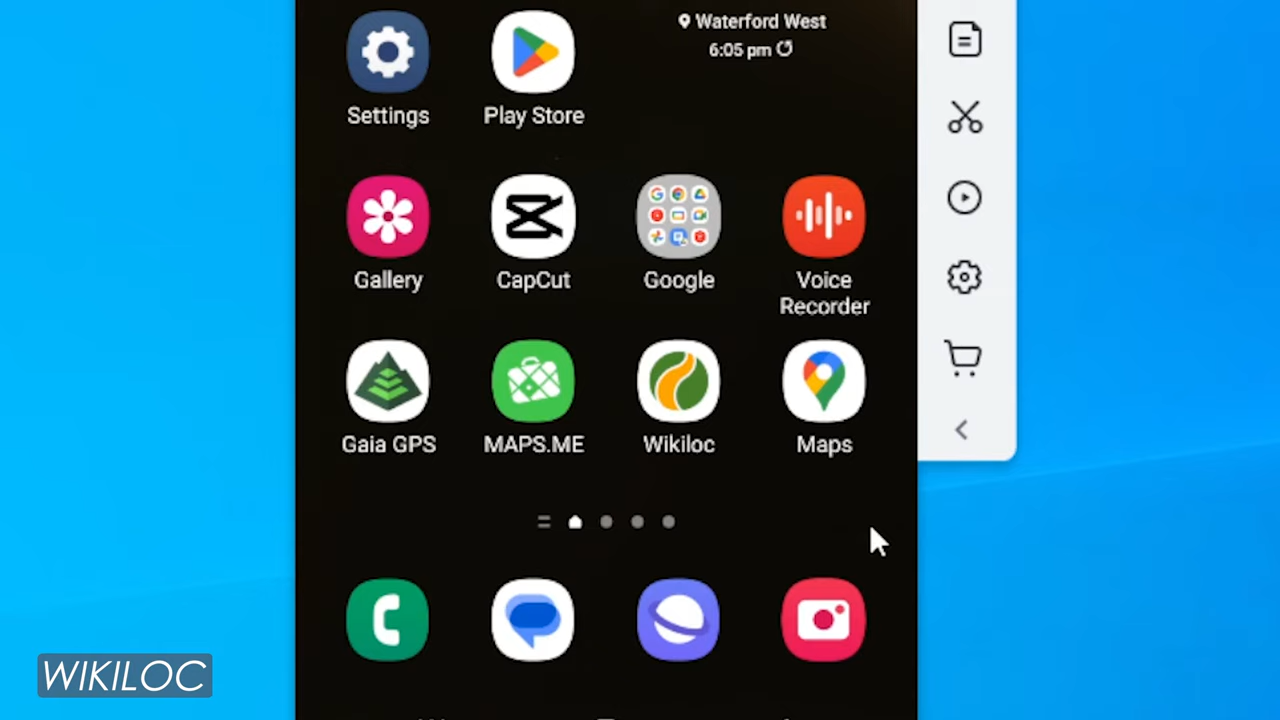 Waterford West
6:05 pm
Settings
Play Store
Gallery
CapCut
Google
Voice
Recorder
Gaia GPS
MAPS.ME
Wikiloc
Maps
WIKILOC